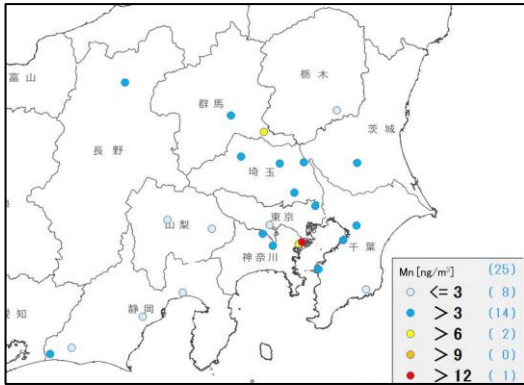 富山
栃木
群馬
茨城
長野
埼玉
山梨
東京
千葉
神奈川
静岡
愛知
Mn [ng/m³] (25)
<= 3 ( 8)
> 3 (14)
> 6 ( 2)
> 9 ( 0)
> 12 ( 1)